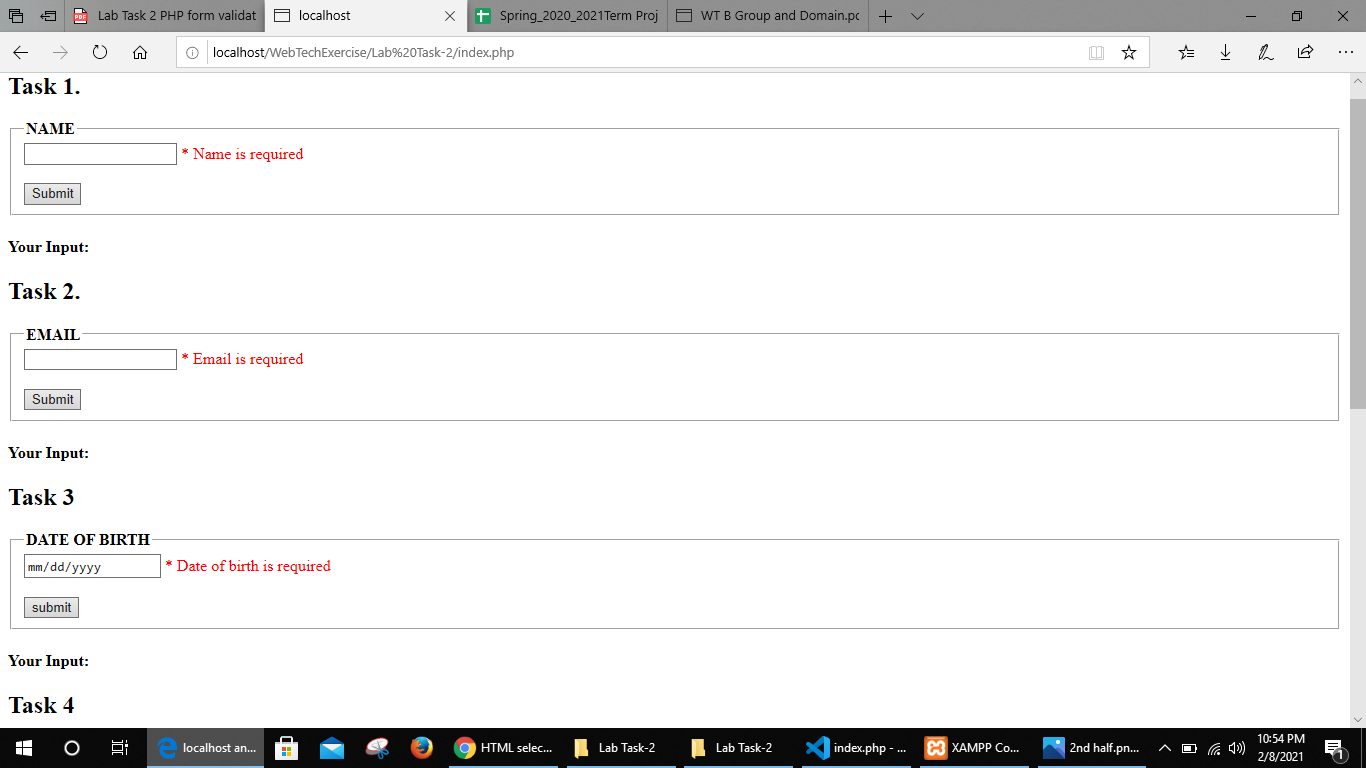 Lab Task 2 PHP form validat
localhost
Spring_2020_2021Term Proj
WT B Group and Domain.pc
localhost/WebTechExercise/Lab%20Task-2/index.php
Task 1.
NAME
* Name is required
Submit
Your Input:
Task 2.
EMAIL
* Email is required
Submit
Your Input:
Task 3
DATE OF BIRTH
mm/dd/yyyy * Date of birth is required
submit
Your Input:
Task 4
localhost an...
HTML selec...
Lab Task-2
Lab Task-2
index.php - ...
XAMPP Co...
2nd half.pn...
10:54 PM
2/8/2021
1